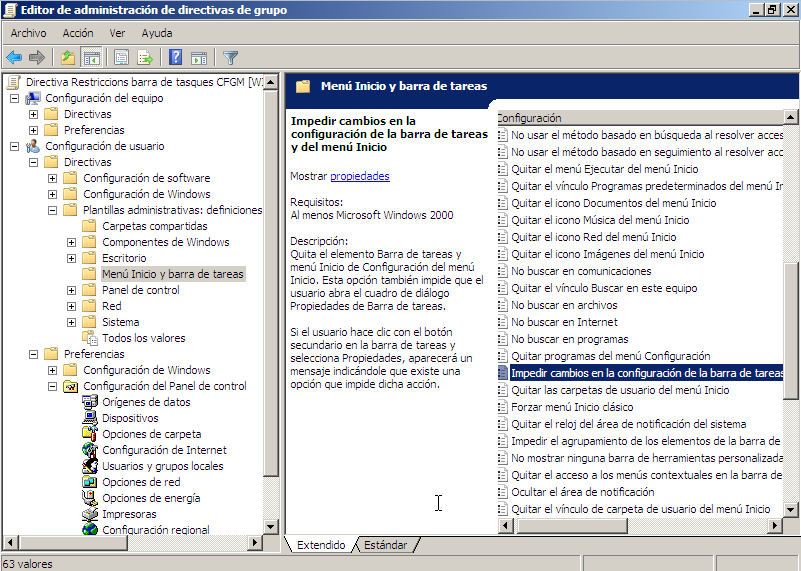 Editor de administración de directivas de grupo
Archivo Acción Ver Ayuda
Directiva Restriccions barra de tasques CFGM [WI
Configuración del equipo
Directivas
Preferencias
Configuración de usuario
Directivas
Configuración de software
Configuración de Windows
Plantillas administrativas: definiciones
Carpetas compartidas
Componentes de Windows
Escritorio
Menú Inicio y barra de tareas
Panel de control
Red
Sistema
Todos los valores
Preferencias
Configuración de Windows
Configuración del Panel de control
Orígenes de datos
Dispositivos
Opciones de carpeta
Configuración de Internet
Usuarios y grupos locales
Opciones de red
Opciones de energía
Impresoras
Configuración regional
Menú Inicio y barra de tareas
Impedir cambios en la
configuración de la barra de tareas
y del menú Inicio
Mostrar propiedades
Requisitos:
Al menos Microsoft Windows 2000
Descripción:
Quita el elemento Barra de tareas y
menú Inicio de Configuración del menú
Inicio. Esta opción también impide que el
usuario abra el cuadro de diálogo
Propiedades de Barra de tareas.
Si el usuario hace clic con el botón
secundario en la barra de tareas y
selecciona Propiedades, aparecerá un
mensaje indicándole que existe una
opción que impide dicha acción.
Configuración
No usar el método basado en búsqueda al resolver acces
No usar el método basado en seguimiento al resolver acc
Quitar el menú Ejecutar del menú Inicio
Quitar el vínculo Programas predeterminados del menú Ir
Quitar el icono Documentos del menú Inicio
Quitar el icono Música del menú Inicio
Quitar el icono Red del menú Inicio
Quitar el icono Imágenes del menú Inicio
No buscar en comunicaciones
Quitar el vínculo Buscar en este equipo
No buscar en archivos
No buscar en Internet
No buscar en programas
Quitar programas del menú Configuración
Impedir cambios en la configuración de la barra de tareas
Quitar las carpetas de usuario del menú Inicio
Forzar menú Inicio clásico
Quitar el reloj del área de notificación del sistema
Impedir el agrupamiento de los elementos de la barra de
No mostrar ninguna barra de herramientas personalizada
Quitar el acceso a los menús contextuales en la barra de
Ocultar el área de notificación
Quitar el vínculo de carpeta de usuario del menú Inicio
Extendido Estándar
63 valores